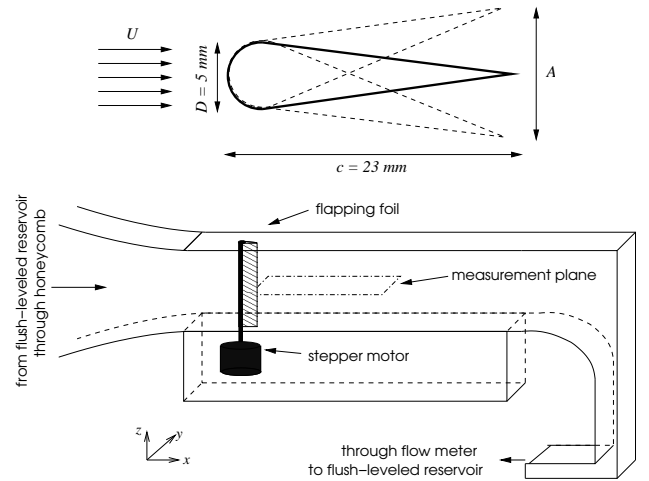 U
D = 5 mm
A
c = 23 mm
from flush-leveled reservoir
through honeycomb
flapping foil
measurement plane
stepper motor
z
y
x
through flow meter
to flush-leveled reservoir